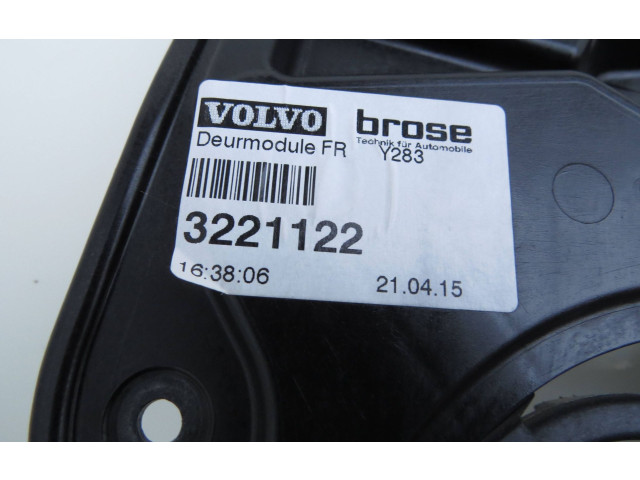 VOLVO brose
Technik für Automobile
Deurmodule FR Y283
3221122
16:38:06 21.04.15